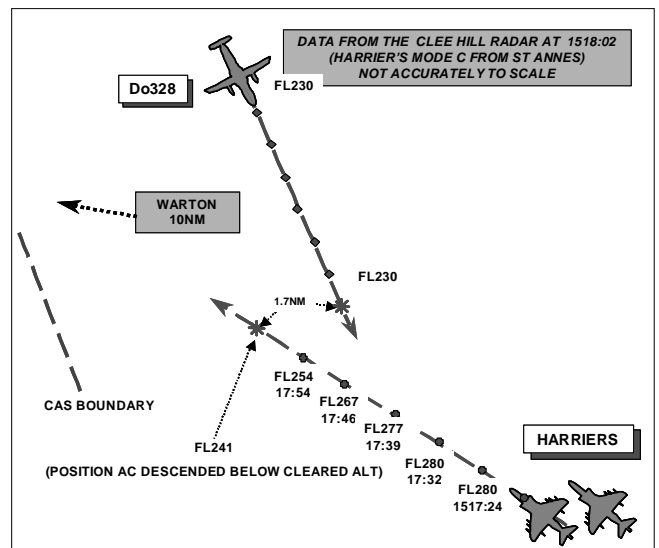 DATA FROM THE CLEE HILL RADAR AT 1518:02
(HARRIER'S MODE C FROM ST ANNES)
NOT ACCURATELY TO SCALE
Do328
FL230
WARTON
10NM
FL230
1.7NM
FL254
17:54
FL267
17:46
FL277
17:39
FL280
17:32
FL280
1517:24
CAS BOUNDARY
FL241
(POSITION AC DESCENDED BELOW CLEARED ALT)
HARRIERS